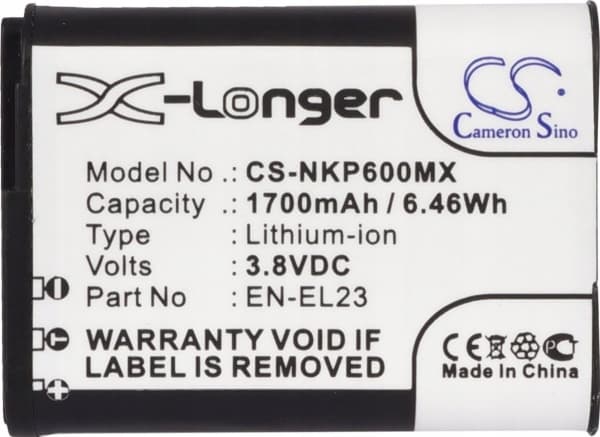 X-Longer
CS
Cameron Sino
Model No .: CS-NKP600MX
Capacity .: 1700mAh / 6.46Wh
Type : Lithium-ion
Volts : 3.8VDC
Part No .: EN-EL23
WARRANTY VOID IF
LABEL IS REMOVED
CE Pb
Made In China